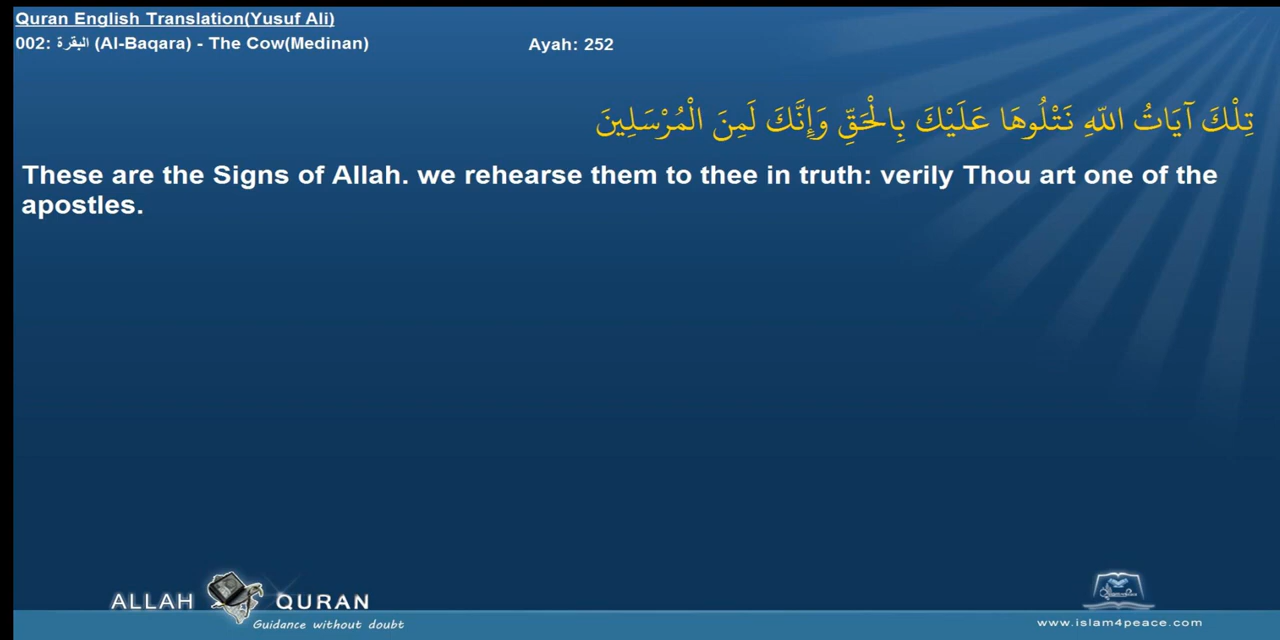 Quran English Translation(Yusuf Ali)
002: البقرة (Al-Baqara) - The Cow(Medinan) Ayah: 252
تِلْكَ آيَاتُ اللّهِ نَتْلُوهَا عَلَيْكَ بِالْحَقِّ وَإِنَّكَ لَمِنَ الْمُرْسَلِينَ
These are the Signs of Allah. we rehearse them to thee in truth: verily Thou art one of the
apostles.
ALLAH QURAN
Guidance without doubt
www.islam4peace.com